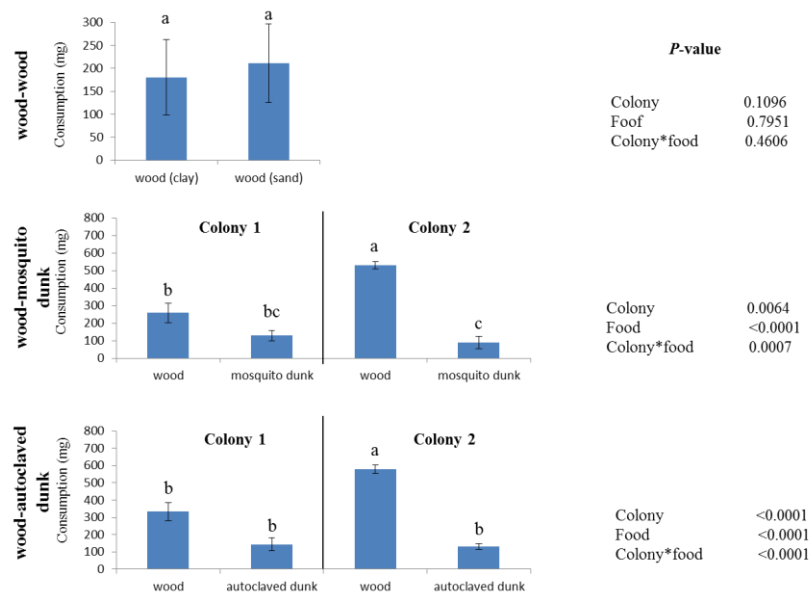 wood-wood
Consumption (mg)
300
250
200
150
100
50
0
a
a
wood (clay)
wood (sand)
P-value
Colony 0.1096
Foof 0.7951
Colony*food 0.4606
wood-mosquito
dunk
Consumption (mg)
800
700
600
500
400
300
200
100
0
Colony 1
Colony 2
b
bc
a
c
wood
mosquito dunk
wood
mosquito dunk
Colony 0.0064
Food <0.0001
Colony*food 0.0007
wood-autoclaved
dunk
Consumption (mg)
800
700
600
500
400
300
200
100
0
Colony 1
Colony 2
b
b
a
b
wood
autoclaved dunk
wood
autoclaved dunk
Colony <0.0001
Food <0.0001
Colony*food <0.0001